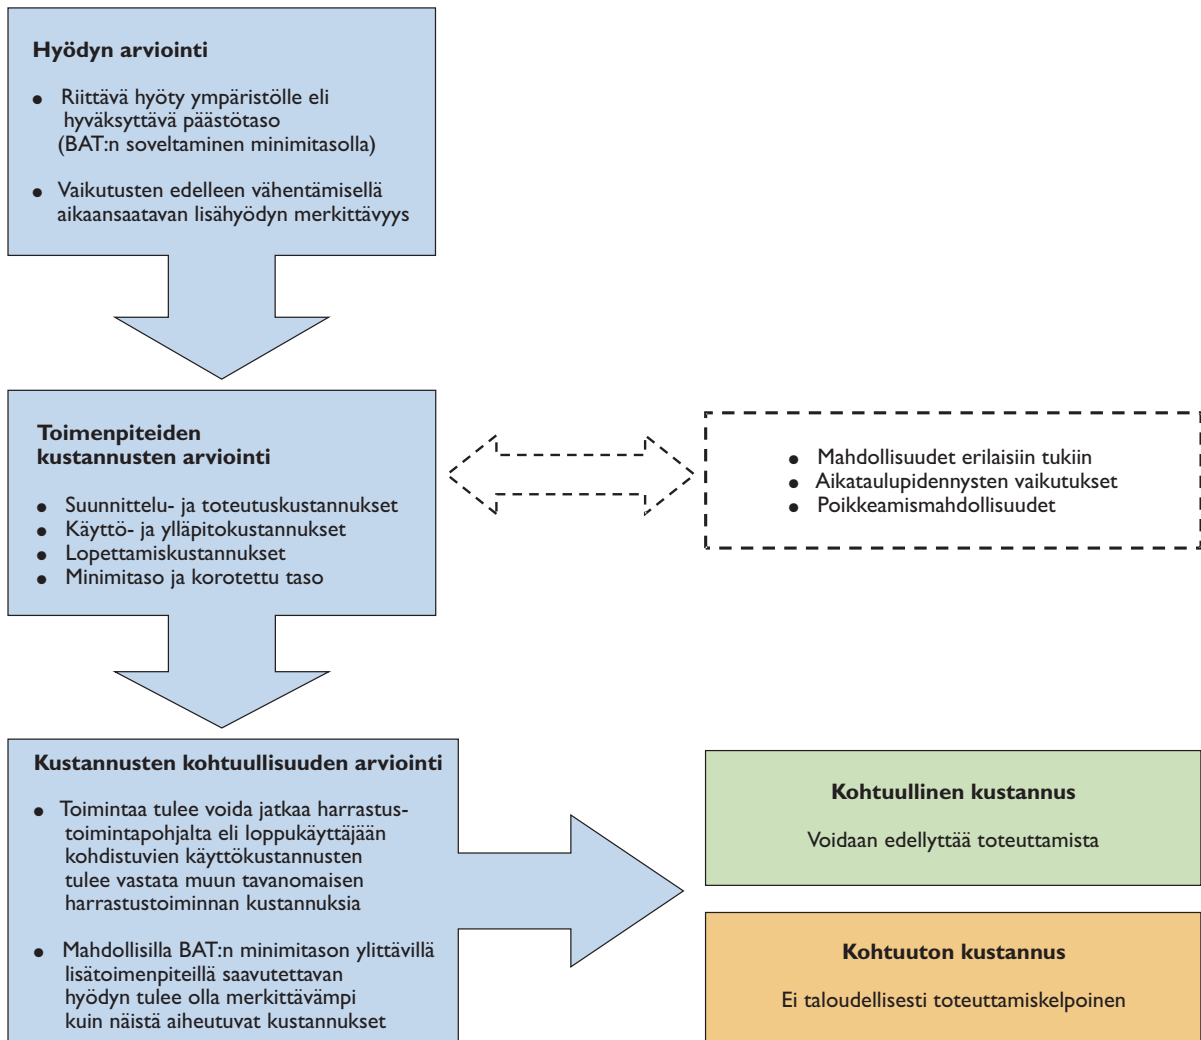 Hyödyn arviointi
● Riittävä hyöty ympäristölle eli
hyväksyttävä päästötaso
(BAT:n soveltaminen minimitasolla)
● Vaikutusten edelleen vähentämisellä
aikaansaatavan lisähyödyn merkittävyys
Toimenpiteiden
kustannusten arviointi
● Suunnittelu- ja toteutuskustannukset
● Käyttö- ja ylläpitokustannukset
● Lopettamiskustannukset
● Minimitaso ja korotettu taso
● Mahdollisuudet erilaisiin tukiin
● Aikataulupidennysten vaikutukset
● Poikkeamismahdollisuudet
Kustannusten kohtuullisuuden arviointi
● Toimintaa tulee voida jatkaa harrastus-
toimintapohjalta eli loppukäyttäjään
kohdistuvien käyttökustannusten
tulee vastata muun tavanomaisen
harrastustoiminnan kustannuksia
● Mahdollisilla BAT:n minimitason ylittävillä
lisätoimenpiteillä saavutettavan
hyödyn tulee olla merkittävämpi
kuin näistä aiheutuvat kustannukset
Kohtuullinen kustannus
Voidaan edellyttää toteuttamista
Kohtuuton kustannus
Ei taloudellisesti toteuttamiskelpoinen